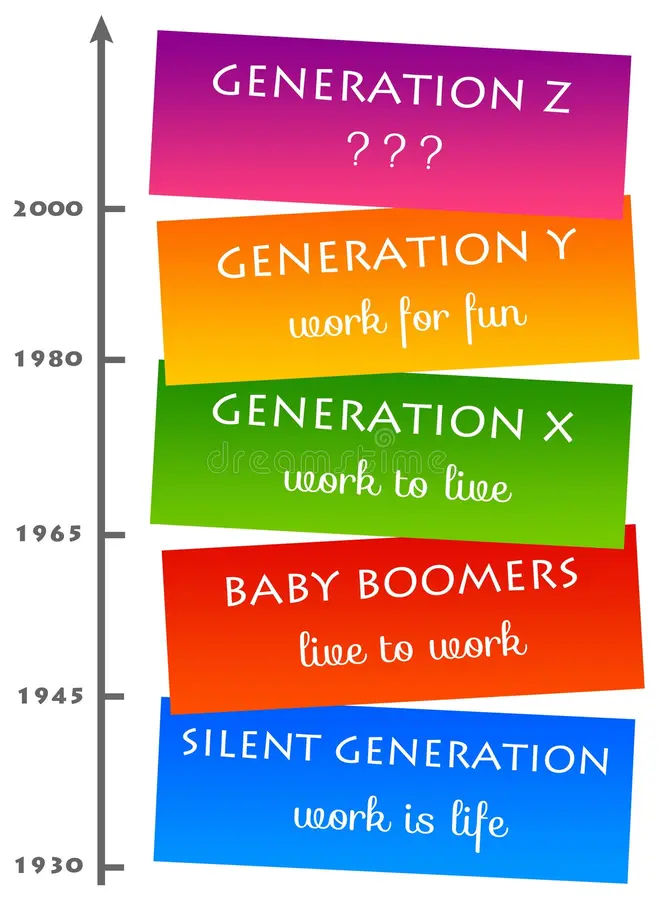 GENERATION Z
? ? ?
2000
GENERATION Y
work for fun
1980
GENERATION X
dreamstime
work to live
1965
BABY BOOMERS
live to work
1945
SILENT GENERATION
work is life
1930